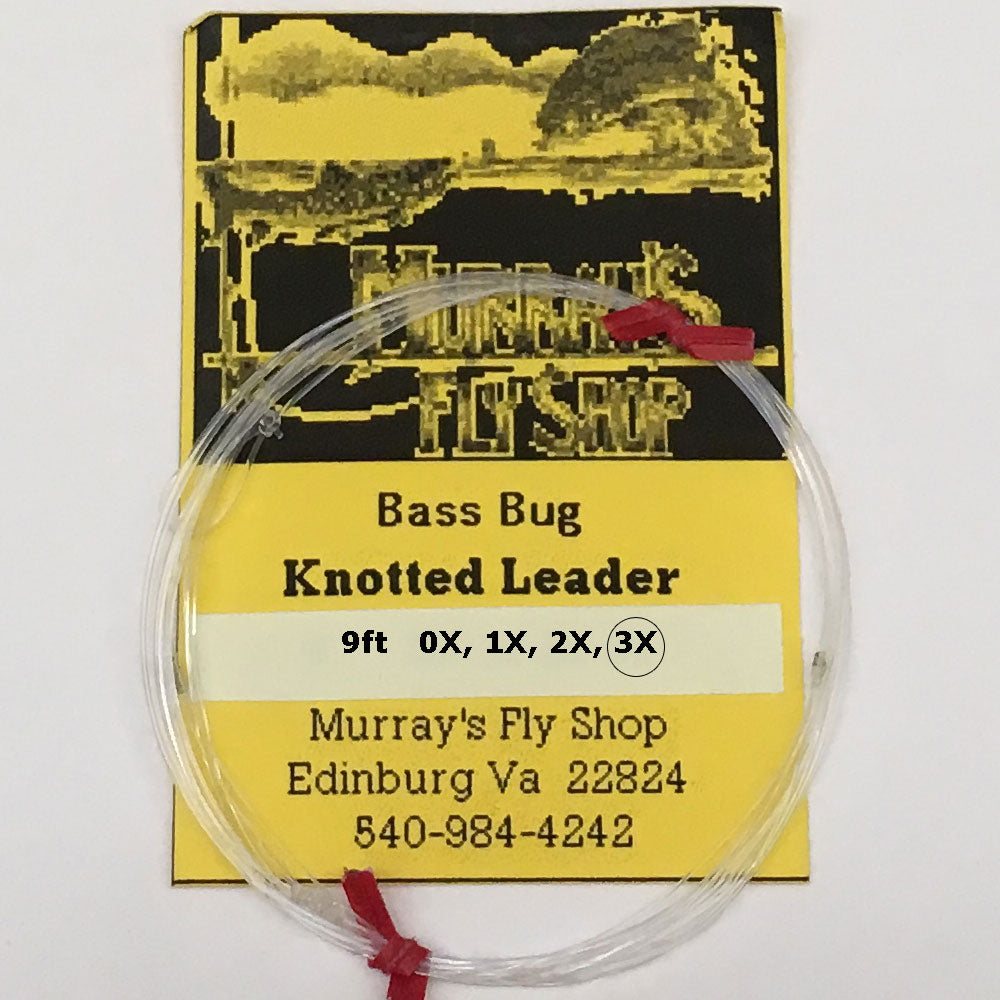 Murray's
Fly Shop
Bass Bug
Knotted Leader
9ft 0X, 1X, 2X, 3X
Murray's Fly Shop
Edinburg Va 22824
540-984-4242